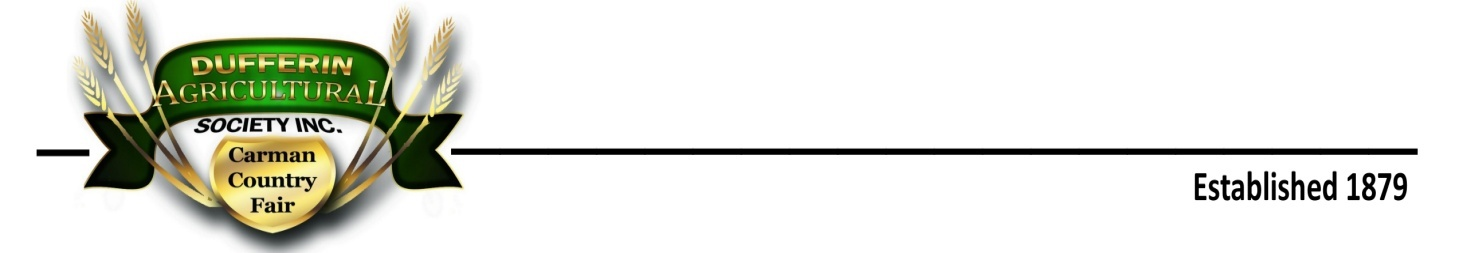 DUFFERIN
AGRICULTURAL
SOCIETY INC.
Carman
Country
Fair
Established 1879